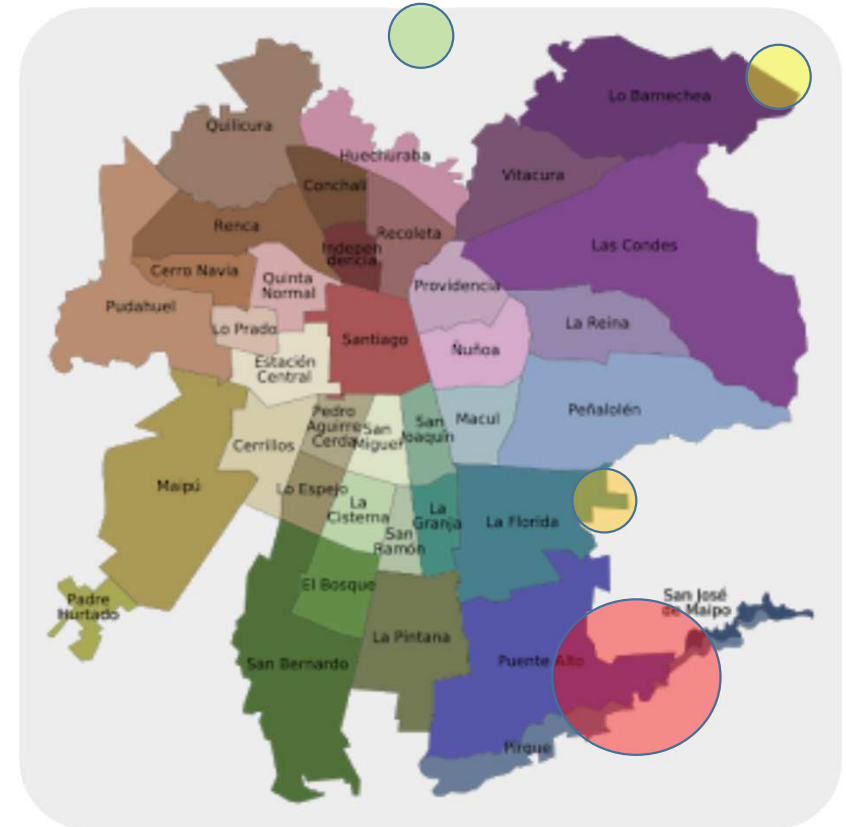 Lo Barnechea
Quilicura
Huechuraba
Vitacura
Conchalí
Renca
Recoleta
Indepen
dencia
Las Condes
Cerro Navia
Quinta
Normal
Providencia
Pudahuel
Lo Prado
La Reina
Santiago
Ñuñoa
Estación
Central
Pedro
Aguirre
Cerda
San
Miguel
San
Joaquín
Macul
Peñalolén
Cerrillos
Maipú
Lo Espejo
La
Cisterna
La
Granja
La Florida
San
Ramón
El Bosque
Padre
Hurtado
San José
de Maipo
La Pintana
San Bernardo
Puente Alto
Pirque